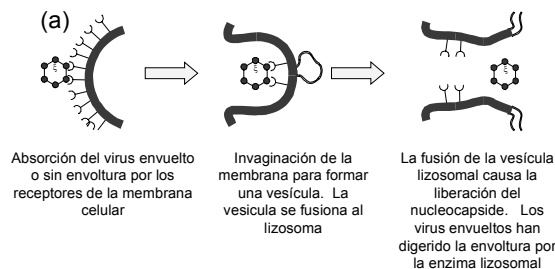 (a)
Absorción del virus envuelto
o sin envoltura por los
receptores de la membrana
celular
Invaginación de la
membrana para formar
una vesícula. La
vesicula se fusiona al
lizosoma
La fusión de la vesícula
lizosomal causa la
liberación del
nucleocapside. Los
virus envueltos han
digerido la envoltura por
la enzima lizosomal